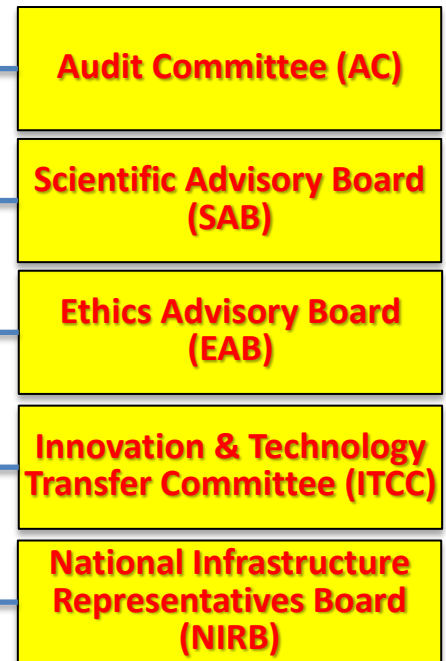 Audit Committee (AC)
Scientific Advisory Board
(SAB)
Ethics Advisory Board
(EAB)
Innovation & Technology
Transfer Committee (ITCC)
National Infrastructure
Representatives Board
(NIRB)